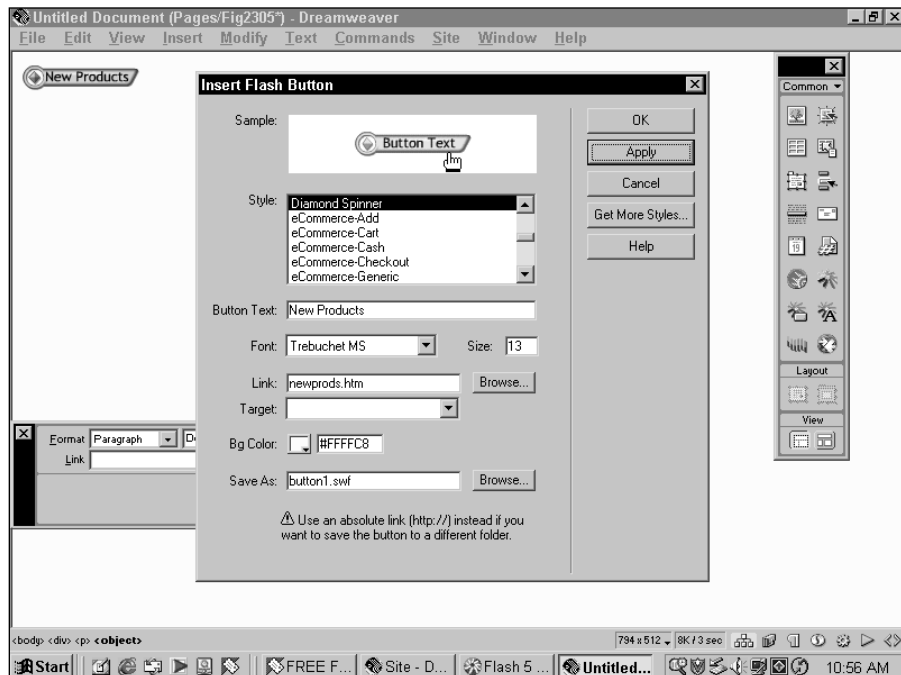 Untitled Document (Pages/Fig2305*) - Dreamweaver
File Edit View Insert Modify Text Commands Site Window Help
New Products
Insert Flash Button
Common
Sample:
Button Text
OK
Apply
Cancel
Get More Styles...
Help
Style:
Diamond Spinner
eCommerce-Add
eCommerce-Cart
eCommerce-Cash
eCommerce-Checkout
eCommerce-Generic
19
Button Text: New Products
Font: Trebuchet MS Size: 13
Link: newprods.htm Browse...
Target:
Bg Color: #FFFFC8
Save As: button1.swf Browse...
Use an absolute link (http://) instead if you
want to save the button to a different folder.
Layout
View
Format Paragraph
Link
<body> <div> <p> <object>
794 x 512 8K / 3 sec
Start FREE F... Site - D... Flash 5 ... Untitled... 10:56 AM